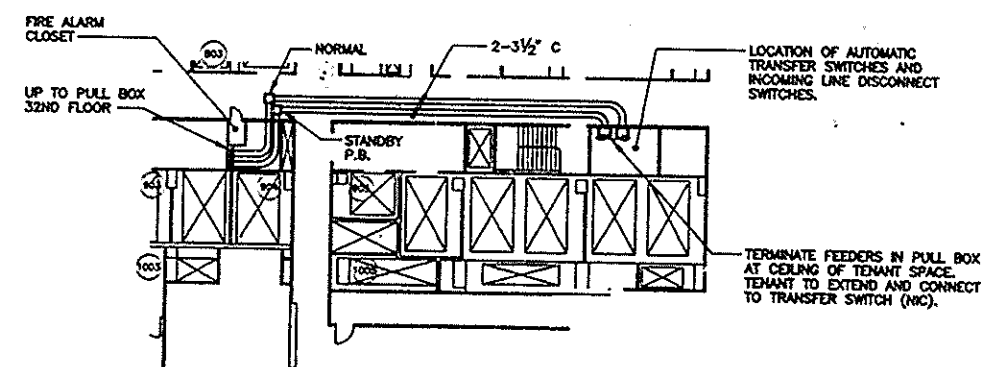 FIRE ALARM
CLOSET
803
NORMAL
2-3½" C
LOCATION OF AUTOMATIC
TRANSFER SWITCHES AND
INCOMING LINE DISCONNECT
SWITCHES.
UP TO PULL BOX
32ND FLOOR
STANDBY
P.B.
1003
TERMINATE FEEDERS IN PULL BOX
AT CEILING OF TENANT SPACE.
TENANT TO EXTEND AND CONNECT
TO TRANSFER SWITCH (NIC).